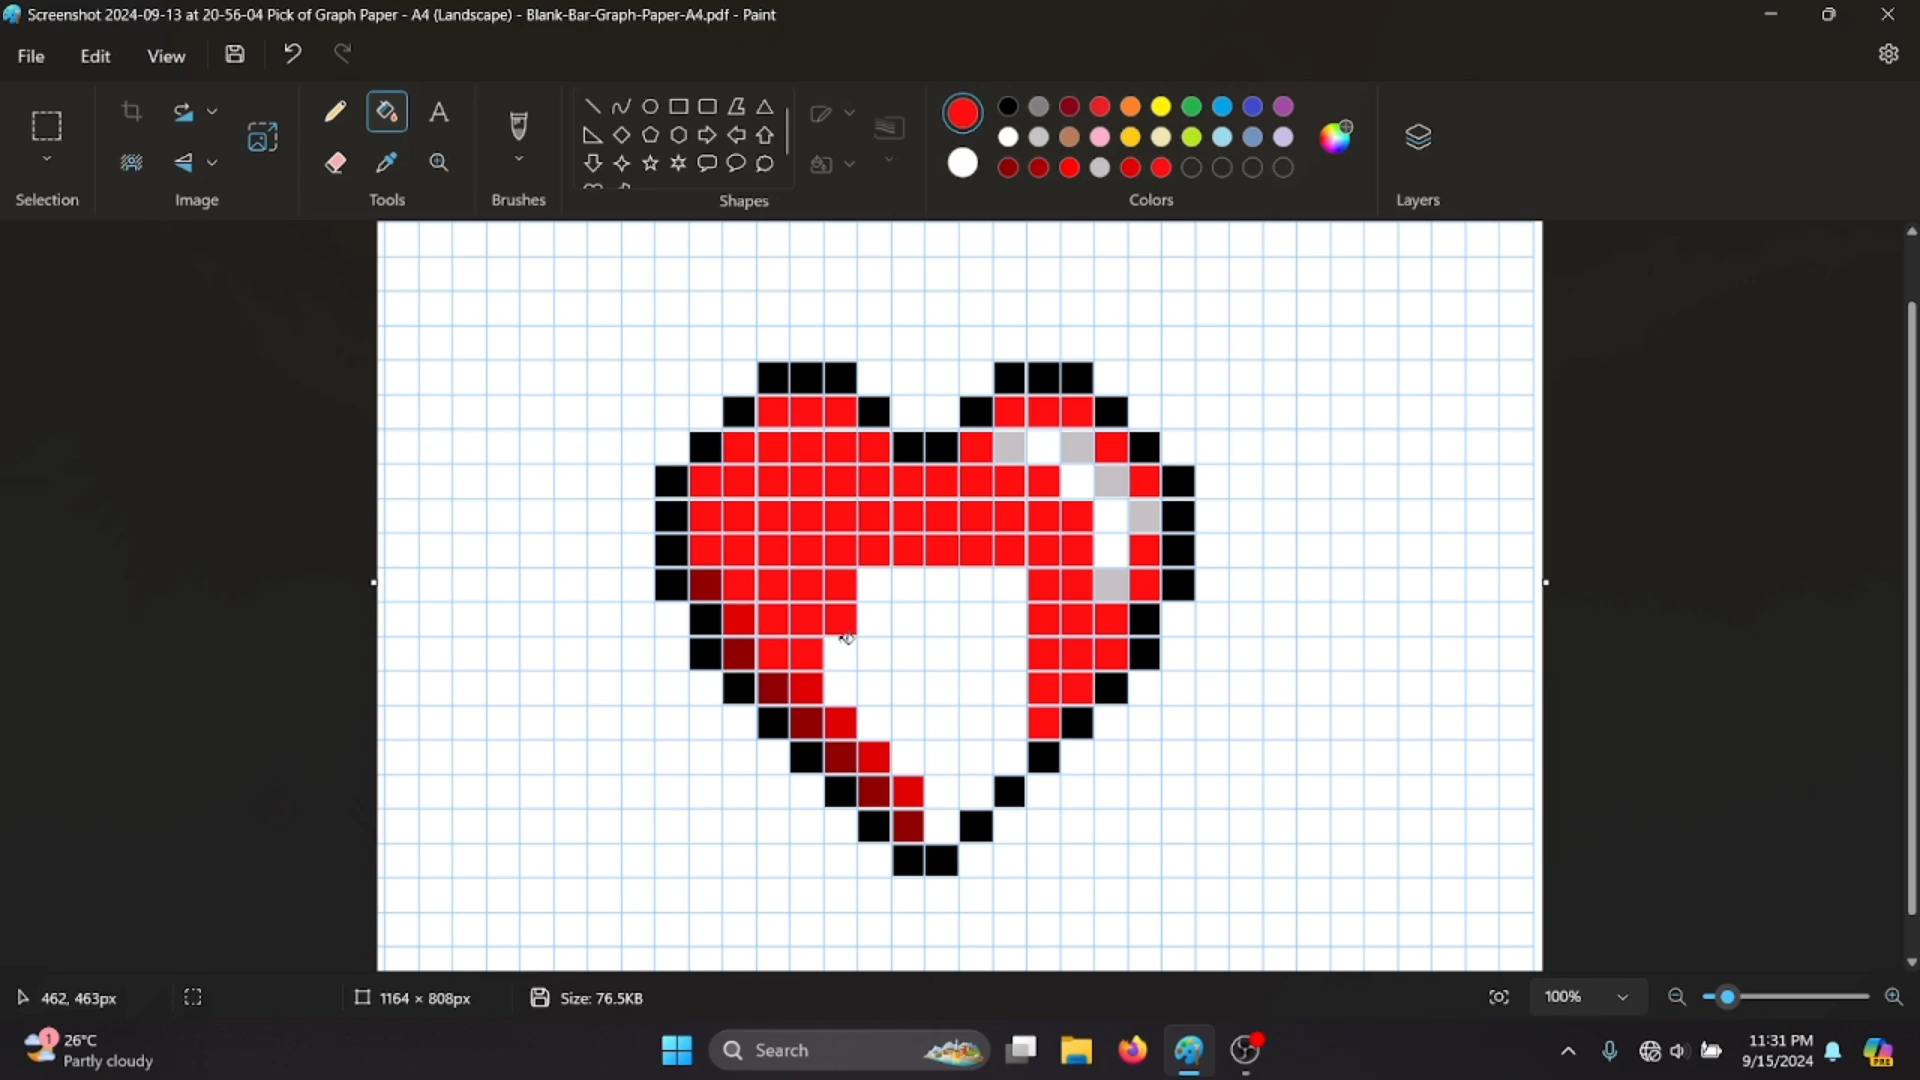 Screenshot 2024-09-13 at 20-56-04 Pick of Graph Paper - A4 (Landscape) - Blank-Bar-Graph-Paper-A4.pdf - Paint
File Edit View
Selection Image Tools Brushes Shapes Colors Layers
462, 463px 1164 × 808px Size: 76.5KB 100%
1 26°C
Partly cloudy
Search
11:31 PM
9/15/2024
PRE